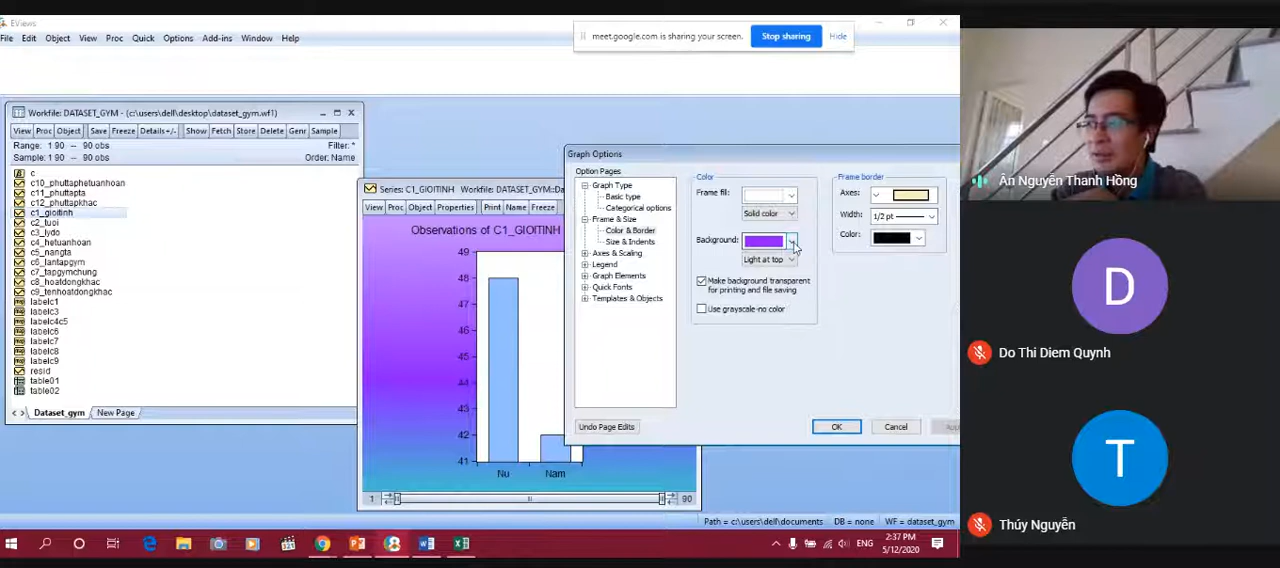 EViews
File Edit Object View Proc Quick Options Add-ins Window Help
meet.google.com is sharing your screen. Stop sharing Hide
Workfile: DATASET_GYM - (c:\users\dell\desktop\dataset_gym.wf1)
View Proc Object Save Freeze Details+/- Show Fetch Store Delete Genr Sample
Range: 1 90 -- 90 obs Filter: *
Sample: 1 90 -- 90 obs Order: Name
c
c10_phuttaphetuanhoan
c11_phuttapta
c12_phuttapkhac
c1_gioitinh
c2_tuoi
c3_lydo
c4_hetuanhoan
c5_nangta
c6_lantapgym
c7_tapgymchung
c8_hoatdongkhac
c9_tenhoatdongkhac
labelc1
labelc3
labelc4c5
labelc6
labelc7
labelc8
labelc9
resid
table01
table02
Dataset_gym New Page
Series: C1_GIOITINH Workfile: DATASET_GYM::Da
View Proc Object Properties Print Name Freeze
Observations of C1_GIOITINH
49
48
47
46
45
44
43
42
41
Nu Nam
1 90
Graph Options
Option Pages
Graph Type
Basic type
Categorical options
Frame & Size
Color & Border
Size & Indents
Axes & Scaling
Legend
Graph Elements
Quick Fonts
Templates & Objects
Undo Page Edits
Color
Frame fill:
Solid color
Background:
Light at top
Make background transparent
for printing and file saving
Use grayscale-no color
Frame border
Axes:
Width: 1/2 pt
Color:
OK Cancel
Path = c:\users\dell\documents DB = none WF = dataset_gym
ENG 2:37 PM
5/12/2020
Ân Nguyễn Thanh Hồng
D
Do Thi Diem Quynh
T
Thúy Nguyễn